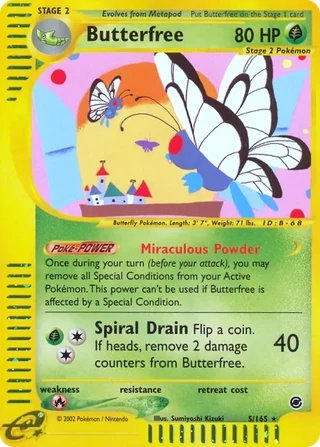 STAGE 2
Evolves from Metapod
Put Butterfree on the Stage 1 card
Butterfree 80 HP
Stage 2 Pokémon
Butterfly Pokémon. Length: 3' 7", Weight: 71 lbs. ID: B - 6 B
POKÉ-POWER Miraculous Powder
Once during your turn (before your attack), you may
remove all Special Conditions from your Active
Pokémon. This power can't be used if Butterfree is
affected by a Special Condition.
Spiral Drain Flip a coin. 40
If heads, remove 2 damage
counters from Butterfree.
weakness resistance retreat cost
© 2002 Pokémon / Nintendo Illus. Sumiyoshi Kizuki 5/165 ★
e